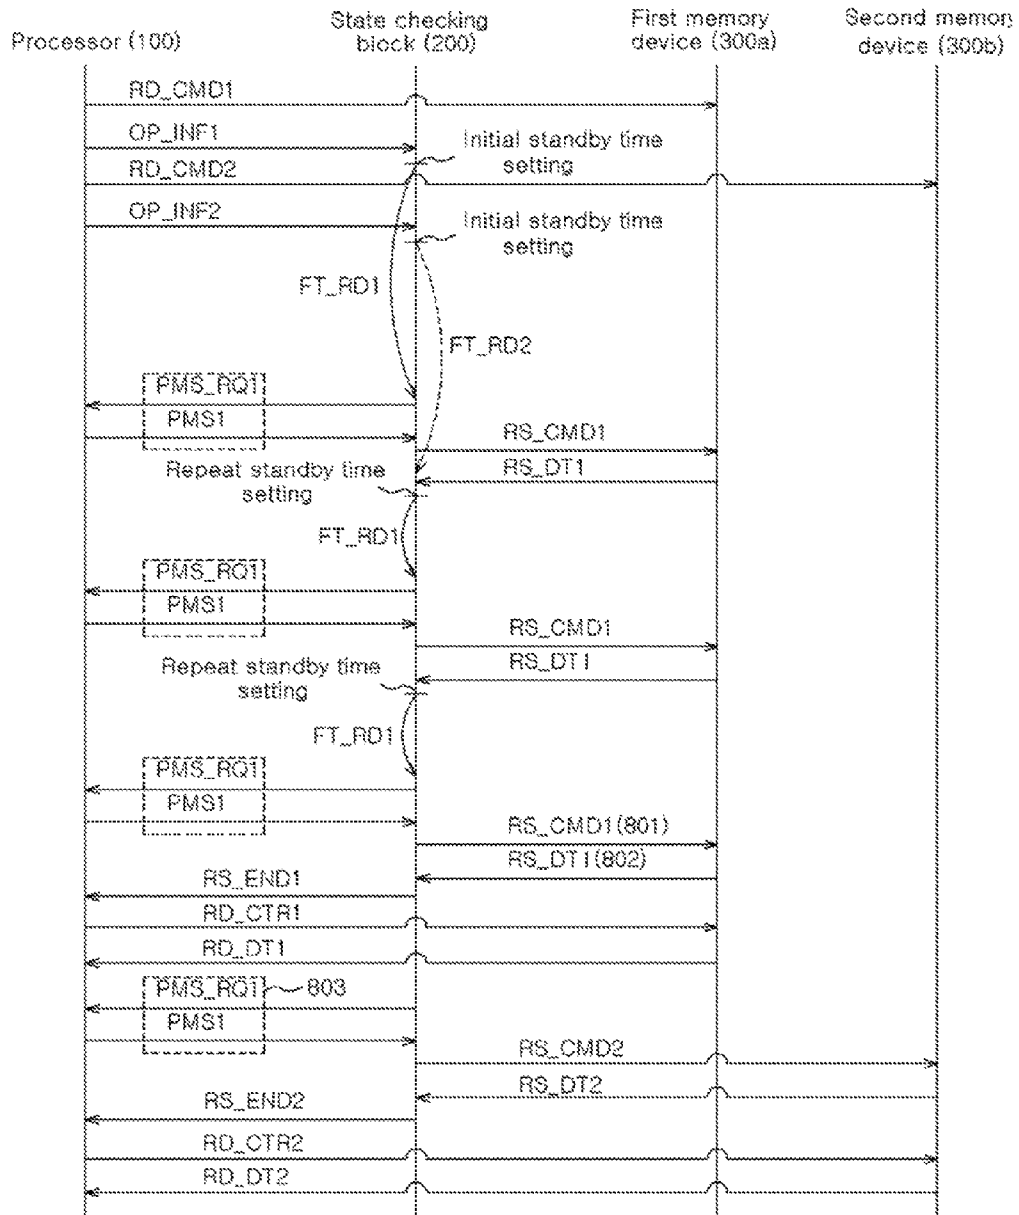 Processor (100)
State checking
block (200)
First memory
device (300a)
Second memory
device (300b)
RD_CMD1
OP_INF1
Initial standby time
setting
RD_CMD2
OP_INF2
Initial standby time
setting
FT_RD1
FT_RD2
PMS_RQ1
PMS1
RS_CMD1
RS_DT1
Repeat standby time
setting
FT_RD1
PMS_RQ1
PMS1
RS_CMD1
RS_DT1
Repeat standby time
setting
FT_RD1
PMS_RQ1
PMS1
RS_CMD1(801)
RS_DT1(802)
RS_END1
RD_CTR1
RD_DT1
PMS_RQ1
803
PMS1
RS_CMD2
RS_DT2
RS_END2
RD_CTR2
RD_DT2